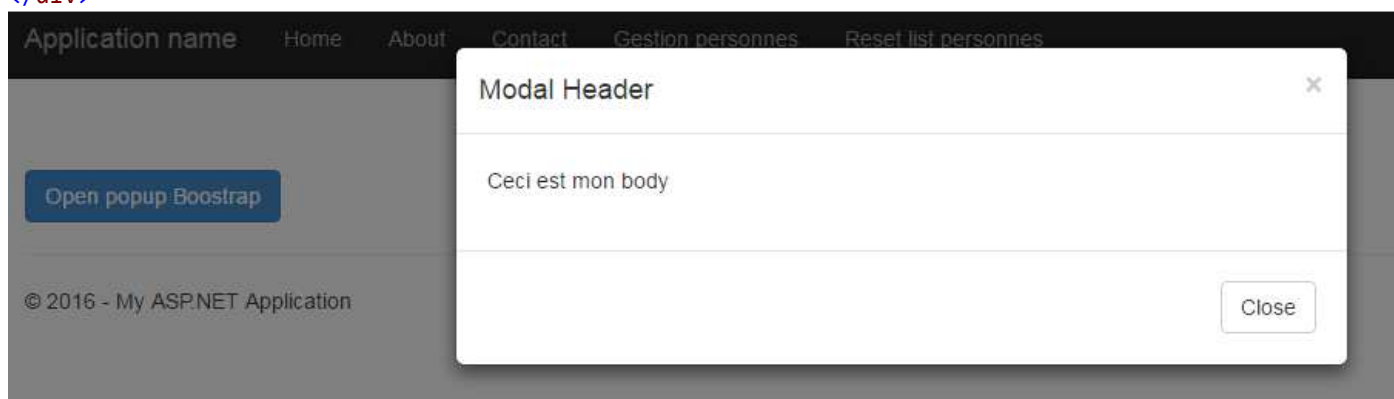 </div>
Application name Home About Contact Gestion personnes Reset list personnes
Modal Header ×
Open popup Boostrap
Ceci est mon body
© 2016 - My ASP.NET Application
Close